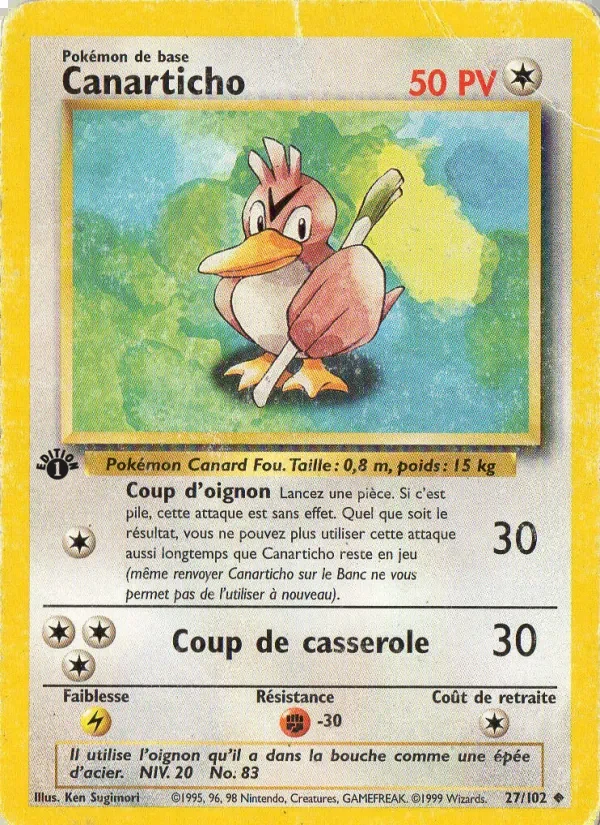 Pokémon de base
Canarticho 50 PV
EDITION 1
Pokémon Canard Fou. Taille : 0,8 m, poids : 15 kg
Coup d'oignon Lancez une pièce. Si c'est
pile, cette attaque est sans effet. Quel que soit le
résultat, vous ne pouvez plus utiliser cette attaque
aussi longtemps que Canarticho reste en jeu
(même renvoyer Canarticho sur le Banc ne vous
permet pas de l'utiliser à nouveau).
30
Coup de casserole 30
Faiblesse Résistance Coût de retraite
-30
Il utilise l'oignon qu'il a dans la bouche comme une épée
d'acier. NIV. 20 No. 83
Illus. Ken Sugimori ©1995, 96, 98 Nintendo, Creatures, GAMEFREAK. ©1999 Wizards. 27/102